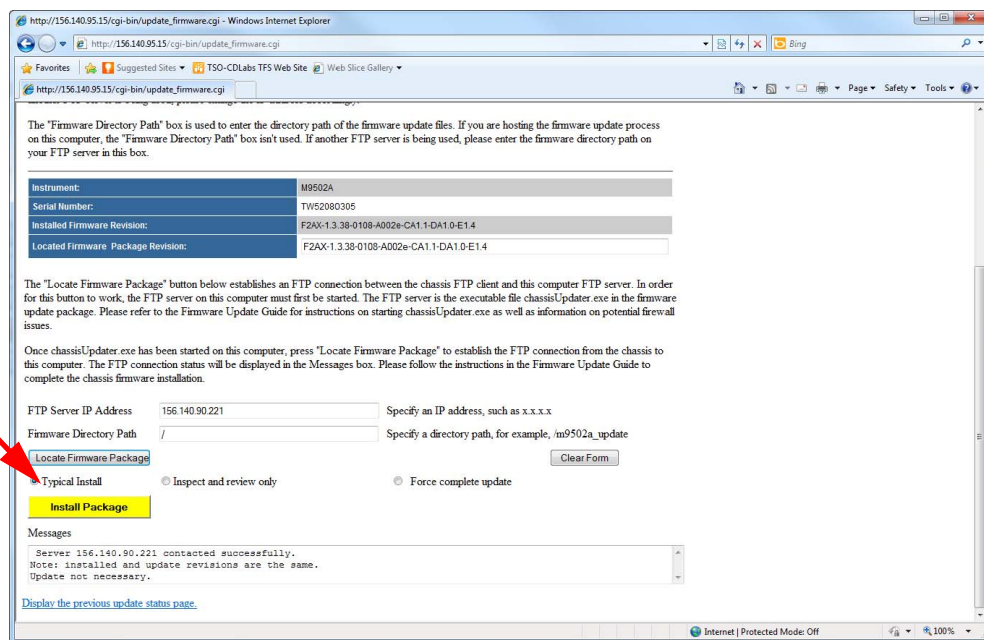 http://156.140.95.15/cgi-bin/update_firmware.cgi - Windows Internet Explorer
http://156.140.95.15/cgi-bin/update_firmware.cgi
Bing
Favorites
Suggested Sites
TSO-CDLabs TFS Web Site
Web Slice Gallery
http://156.140.95.15/cgi-bin/update_firmware.cgi
Page Safety Tools
The "Firmware Directory Path" box is used to enter the directory path of the firmware update files. If you are hosting the firmware update process
on this computer, the "Firmware Directory Path" box isn't used. If another FTP server is being used, please enter the firmware directory path on
your FTP server in this box.
Instrument: M9502A
Serial Number: TW52080305
Installed Firmware Revision: F2AX-1.3.38-0108-A002e-CA1.1-DA1.0-E1.4
Located Firmware Package Revision: F2AX-1.3.38-0108-A002e-CA1.1-DA1.0-E1.4
The "Locate Firmware Package" button below establishes an FTP connection between the chassis FTP client and this computer FTP server. In order
for this button to work, the FTP server on this computer must first be started. The FTP server is the executable file chassisUpdater.exe in the firmware
update package. Please refer to the Firmware Update Guide for instructions on starting chassisUpdater.exe as well as information on potential firewall
issues.
Once chassisUpdater.exe has been started on this computer, press "Locate Firmware Package" to establish the FTP connection from the chassis to
this computer. The FTP connection status will be displayed in the Messages box. Please follow the instructions in the Firmware Update Guide to
complete the chassis firmware installation.
FTP Server IP Address 156.140.90.221 Specify an IP address, such as x.x.x.x
Firmware Directory Path / Specify a directory path, for example, /m9502a_update
Locate Firmware Package Clear Form
Typical Install Inspect and review only Force complete update
Install Package
Messages
Server 156.140.90.221 contacted successfully.
Note: installed and update revisions are the same.
Update not necessary.
Display the previous update status page.
Internet | Protected Mode: Off 100%